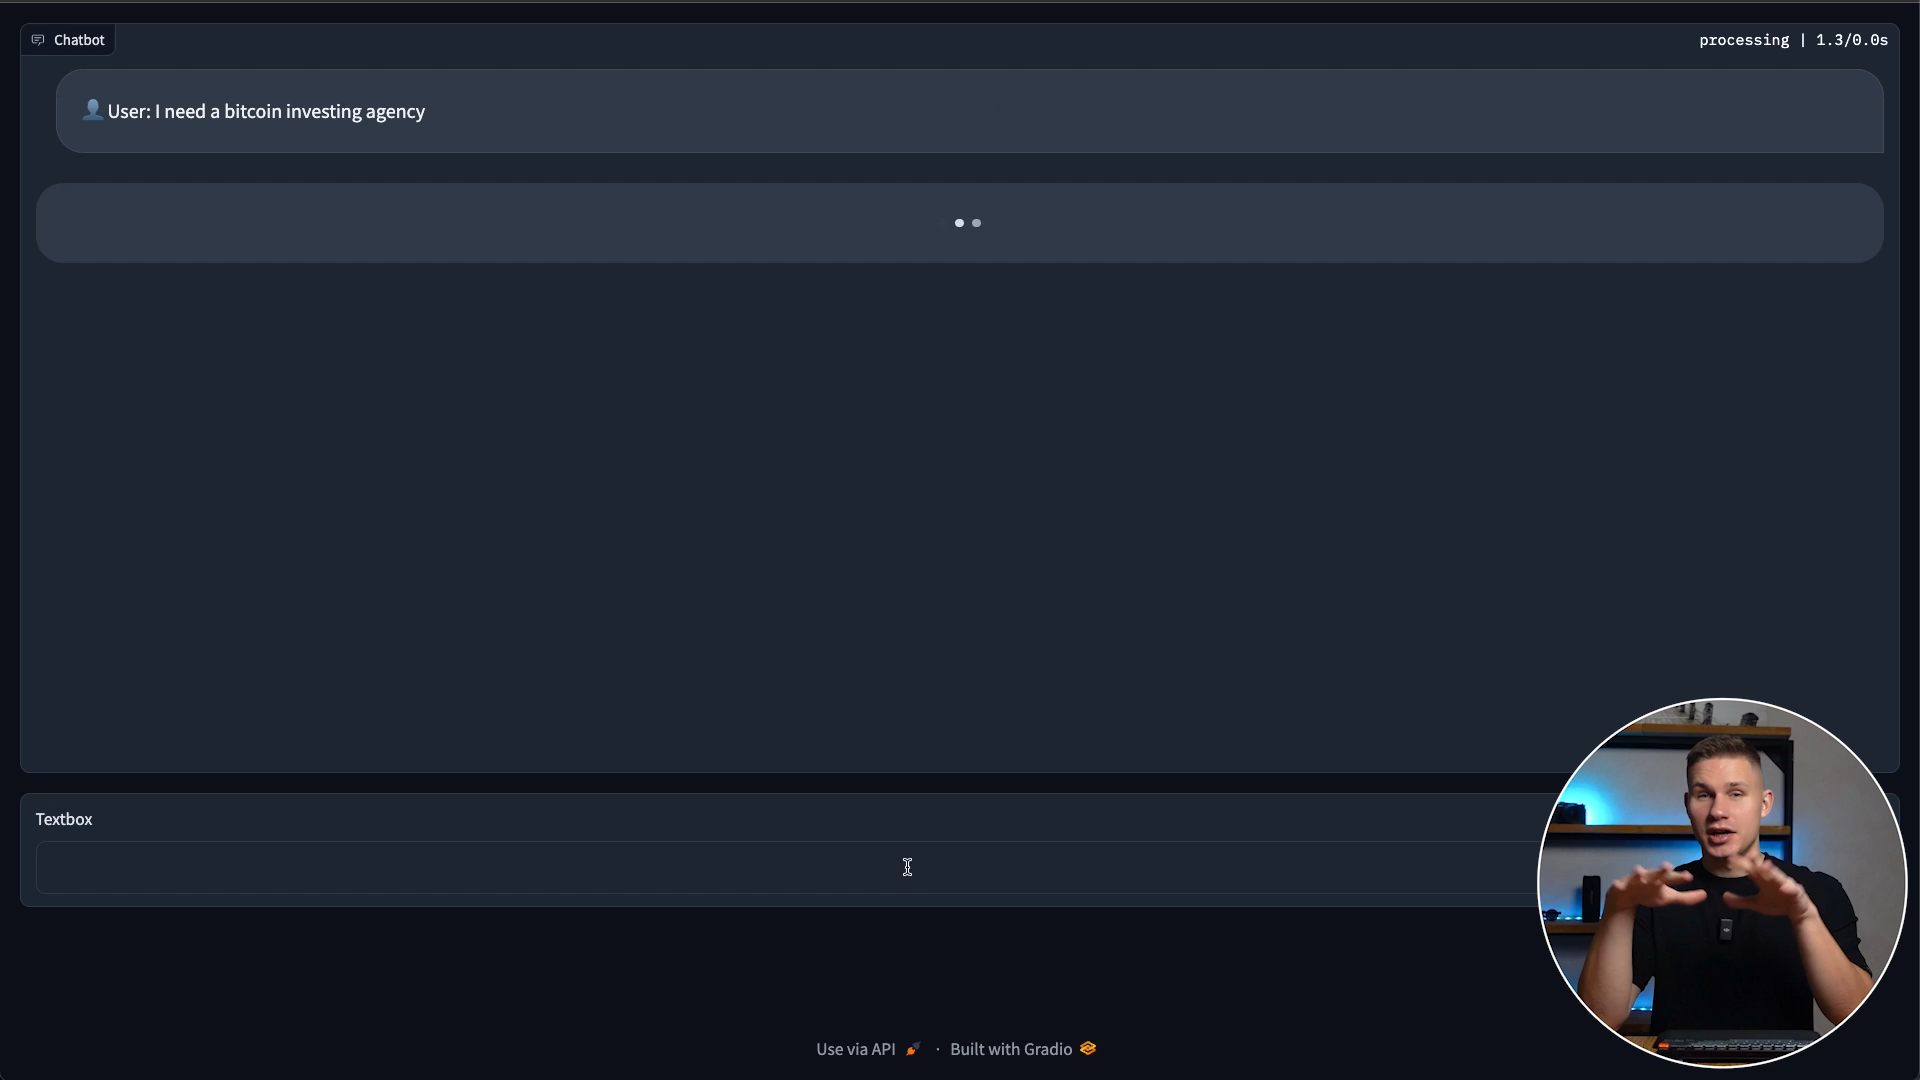 Chatbot
processing | 1.3/0.0s
User: I need a bitcoin investing agency
Textbox
Use via API · Built with Gradio